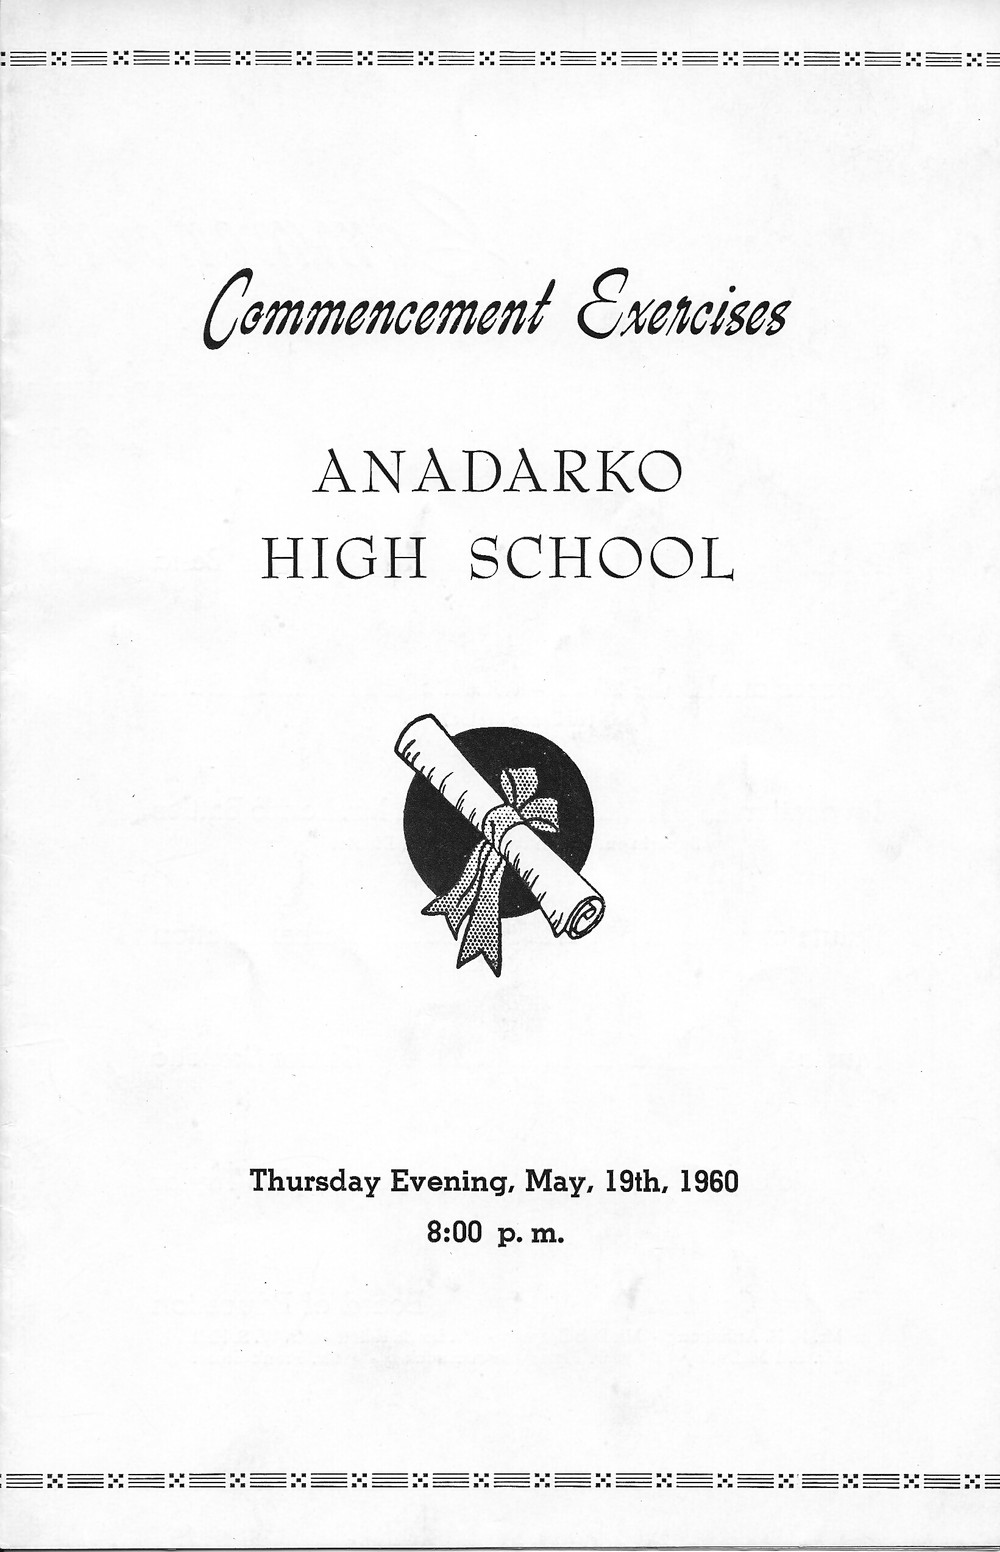 Commencement Exercises
ANADARKO
HIGH SCHOOL
Thursday Evening, May, 19th, 1960
8:00 p. m.